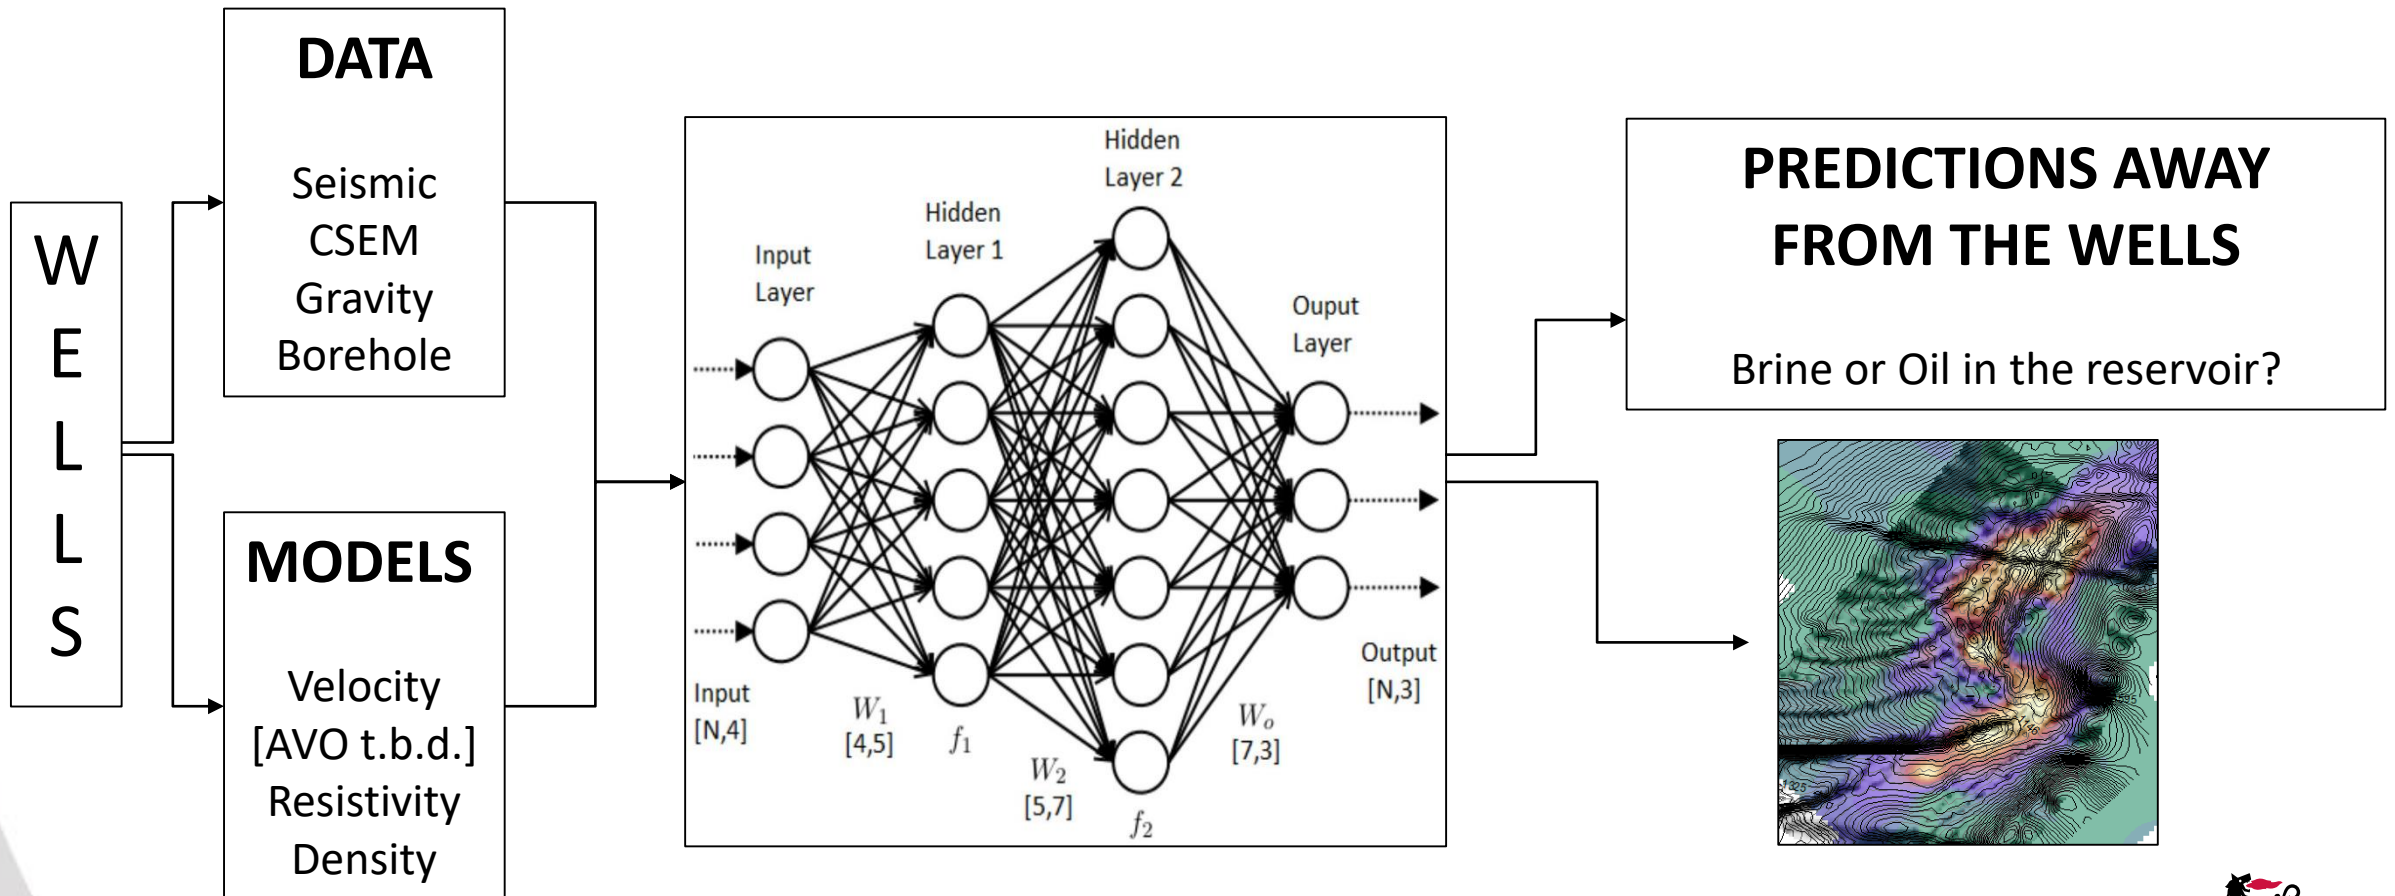 WELLS
DATA
Seismic
CSEM
Gravity
Borehole
MODELS
Velocity
[AVO t.b.d.]
Resistivity
Density
Input
Layer
Hidden
Layer 1
Hidden
Layer 2
Ouput
Layer
Input
[N,4]
W₁
[4,5]
f₁
W₂
[5,7]
f₂
Wₒ
[7,3]
Output
[N,3]
PREDICTIONS AWAY
FROM THE WELLS
Brine or Oil in the reservoir?
1325